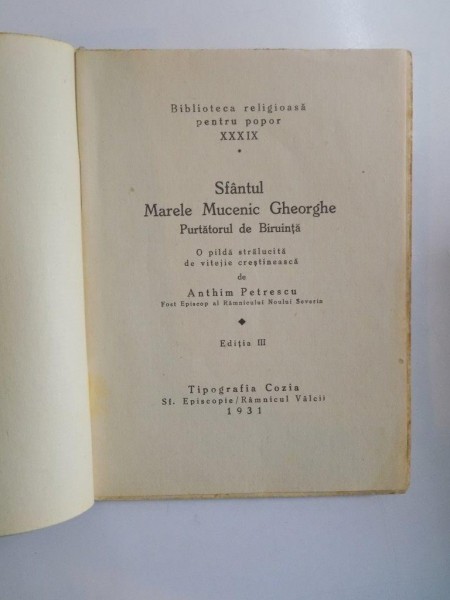 Biblioteca religioasă
pentru popor
XXXIX
Sfântul
Marele Mucenic Gheorghe
Purtătorul de Biruință
O pildă strălucită
de vitejie creștinească
de
Anthim Petrescu
Fost Episcop al Râmnicului Noului Severin
Ediția III
Tipografia Cozia
Sf. Episcopie/Râmnicul Vâlcii
1931